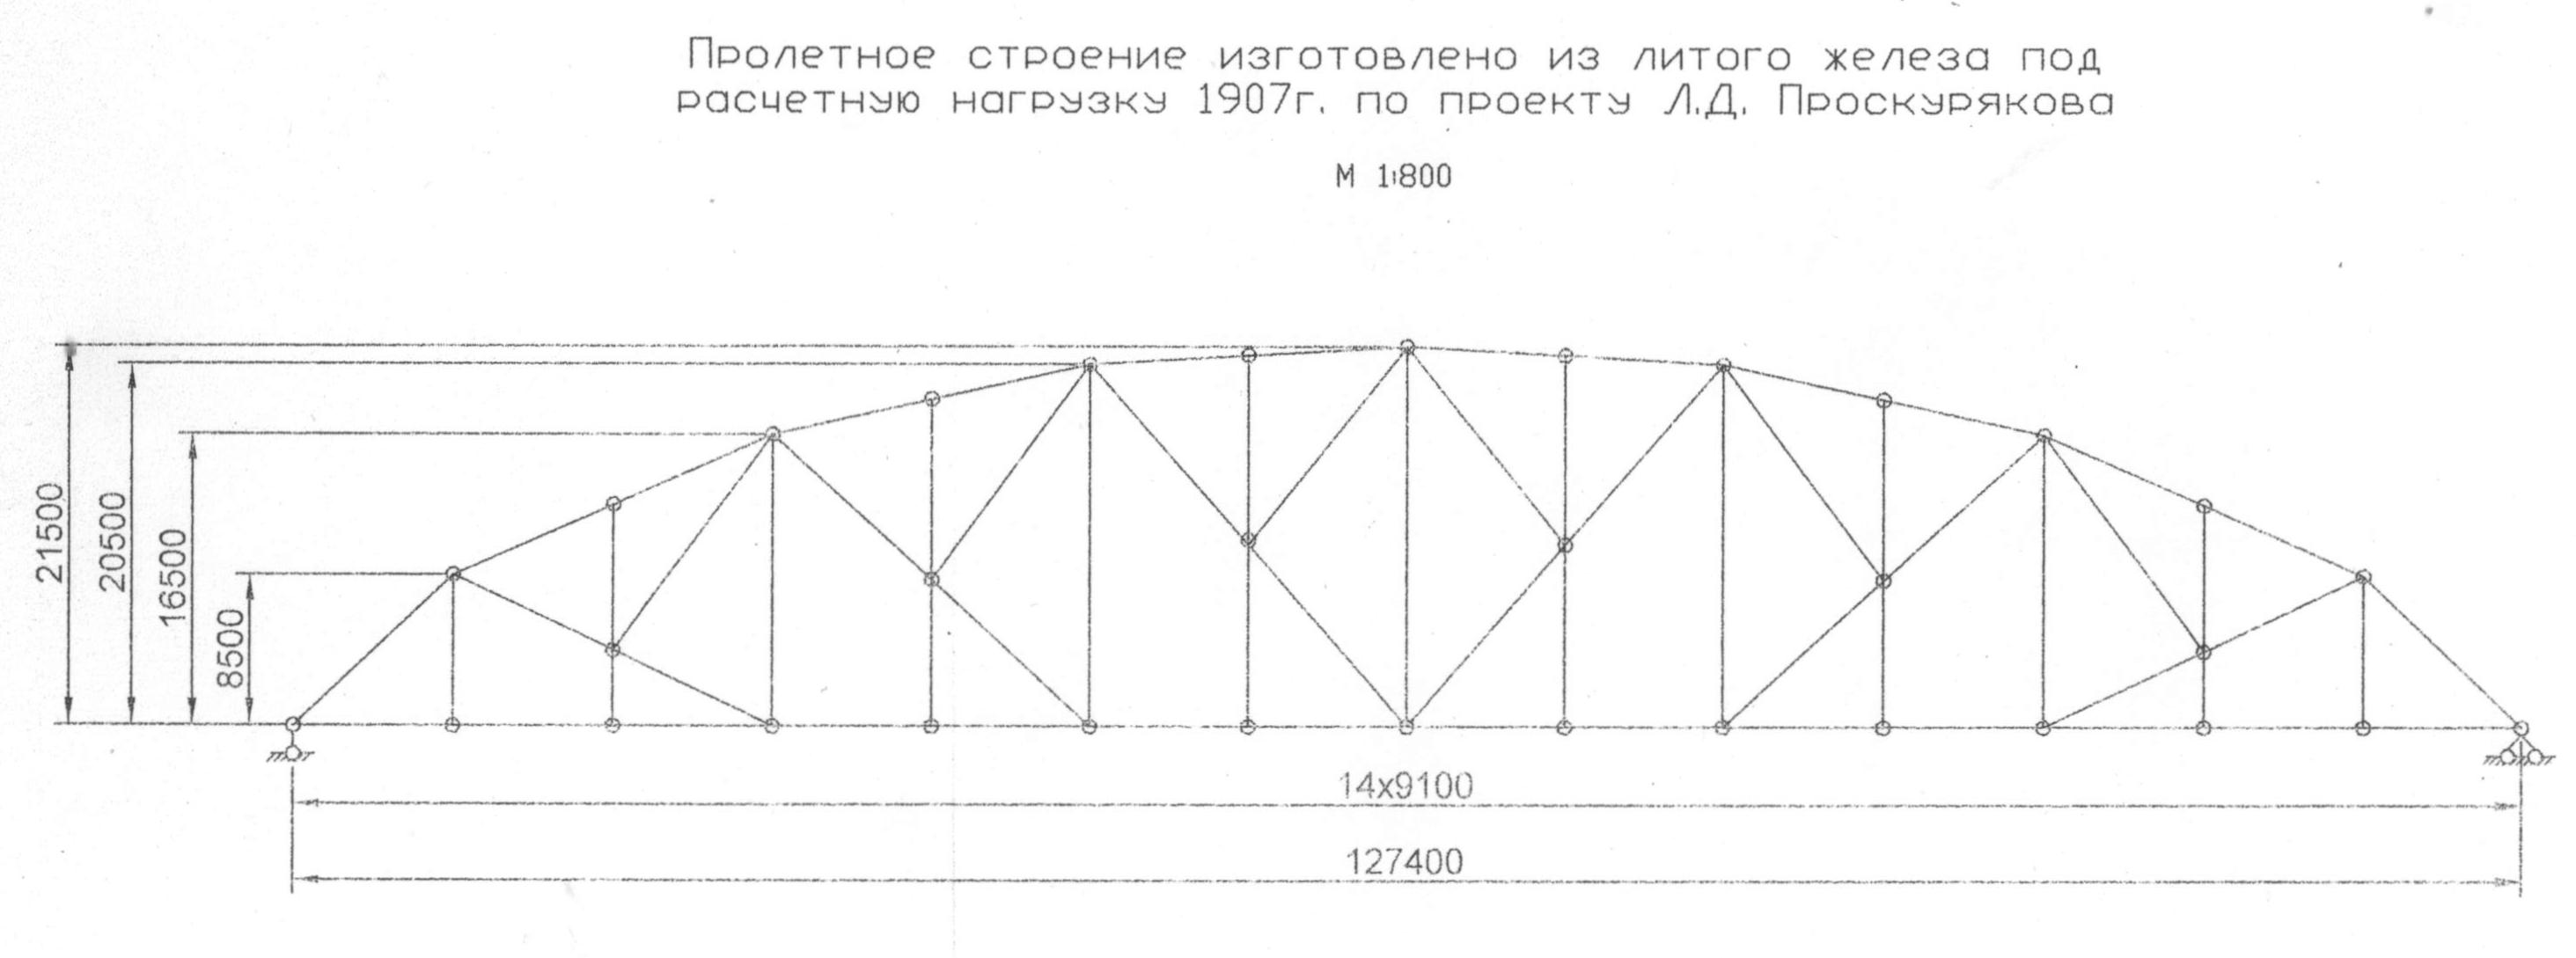 Пролетное строение изготовлено из литого железа под
расчетную нагрузку 1907г. по проекту Л.Д. Проскурякова
М 1:800
21500
20500
16500
8500
14х9100
127400